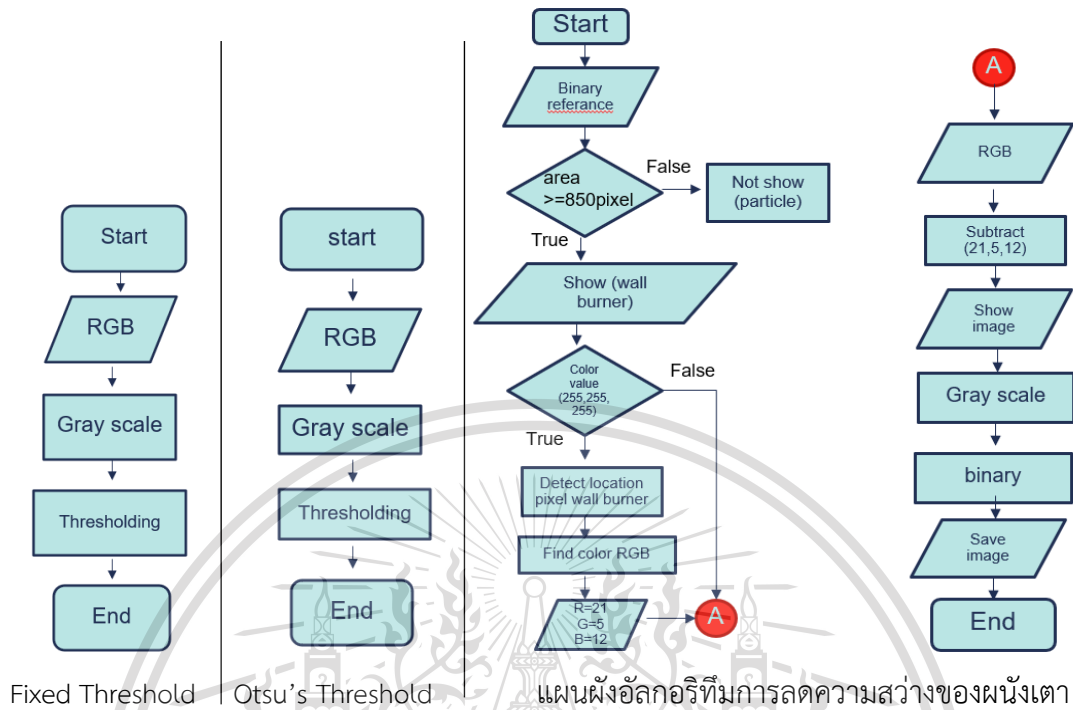 Start
RGB
Gray scale
Thresholding
End
Fixed Threshold
start
RGB
Gray scale
Thresholding
End
Otsu's Threshold
Start
Binary
referance
area
>=850pixel
False
Not show
(particle)
True
Show (wall
burner)
Color
value
(255,255,
255)
False
True
Detect location
pixel wall burner
Find color RGB
R=21
G=5
B=12
A
A
RGB
Subtract
(21,5,12)
Show
image
Gray scale
binary
Save
image
End
แผนผังอัลกอริทึมการลดความสว่างของผนังเตา